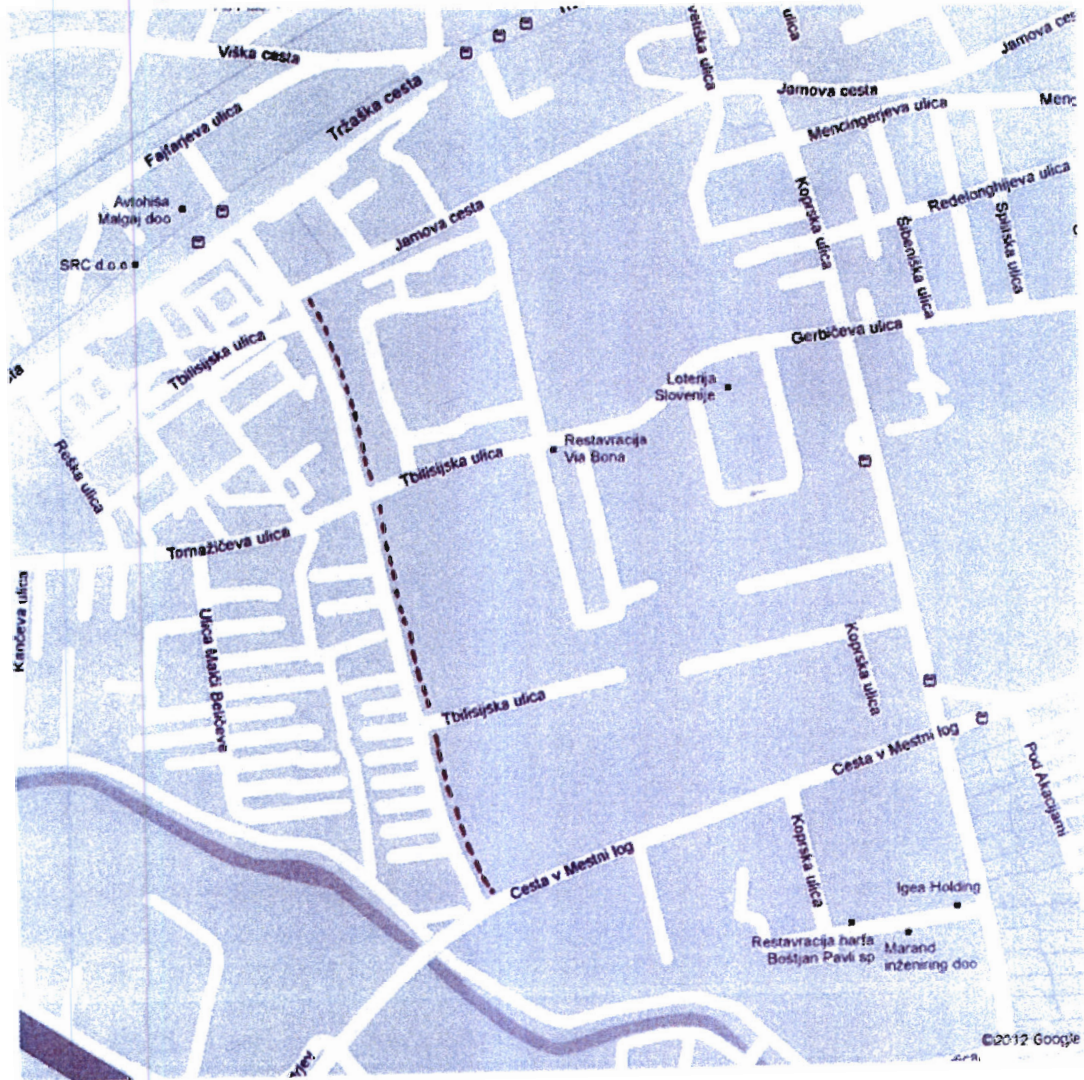 Viška cesta
Fajfarjeva ulica
Tržaška cesta
Jamova cesta
Jamova cesta
Mencingerjeva ulica
ulica
Avtohiša
Malgaj doo
SRC d.o.o
Jamova cesta
Koprska ulica
Redelonghijeva ulica
Šibeniška ulica
Splitska ulica
Tbilisijska ulica
Gerbičeva ulica
Loterija
Slovenije
Reška ulica
Restavracija
Via Bona
Tbilisijska ulica
Tomažičeva ulica
Kančeva ulica
Ulica Malči Beličeve
Koprska ulica
Tbilisijska ulica
Cesta v Mestni log
Pod Akacijami
Koprska ulica
Cesta v Mestni log
Igea Holding
Restavracija harfa
Boštjan Pavli sp
Marand
inženiring doo
©2012 Google